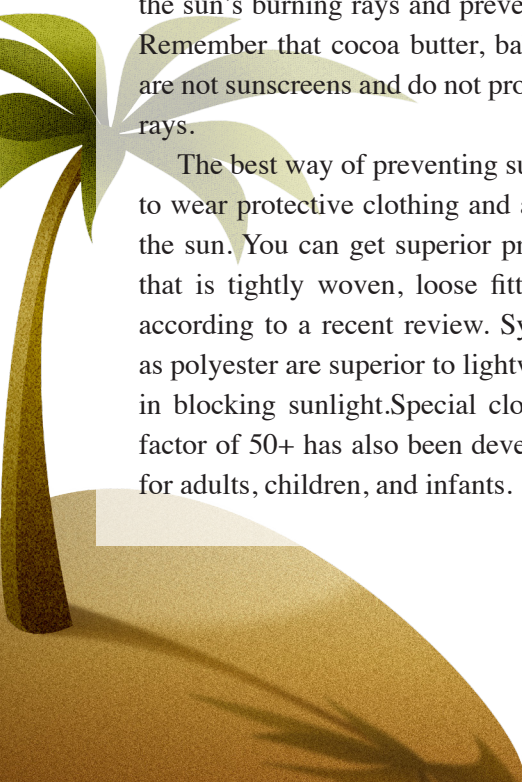 the sun's burning rays and preve
Remember that cocoa butter, ba
are not sunscreens and do not pro
rays.
The best way of preventing su
to wear protective clothing and a
the sun. You can get superior pr
that is tightly woven, loose fitt
according to a recent review. Sy
as polyester are superior to lightw
in blocking sunlight.Special clo
factor of 50+ has also been deve
for adults, children, and infants.